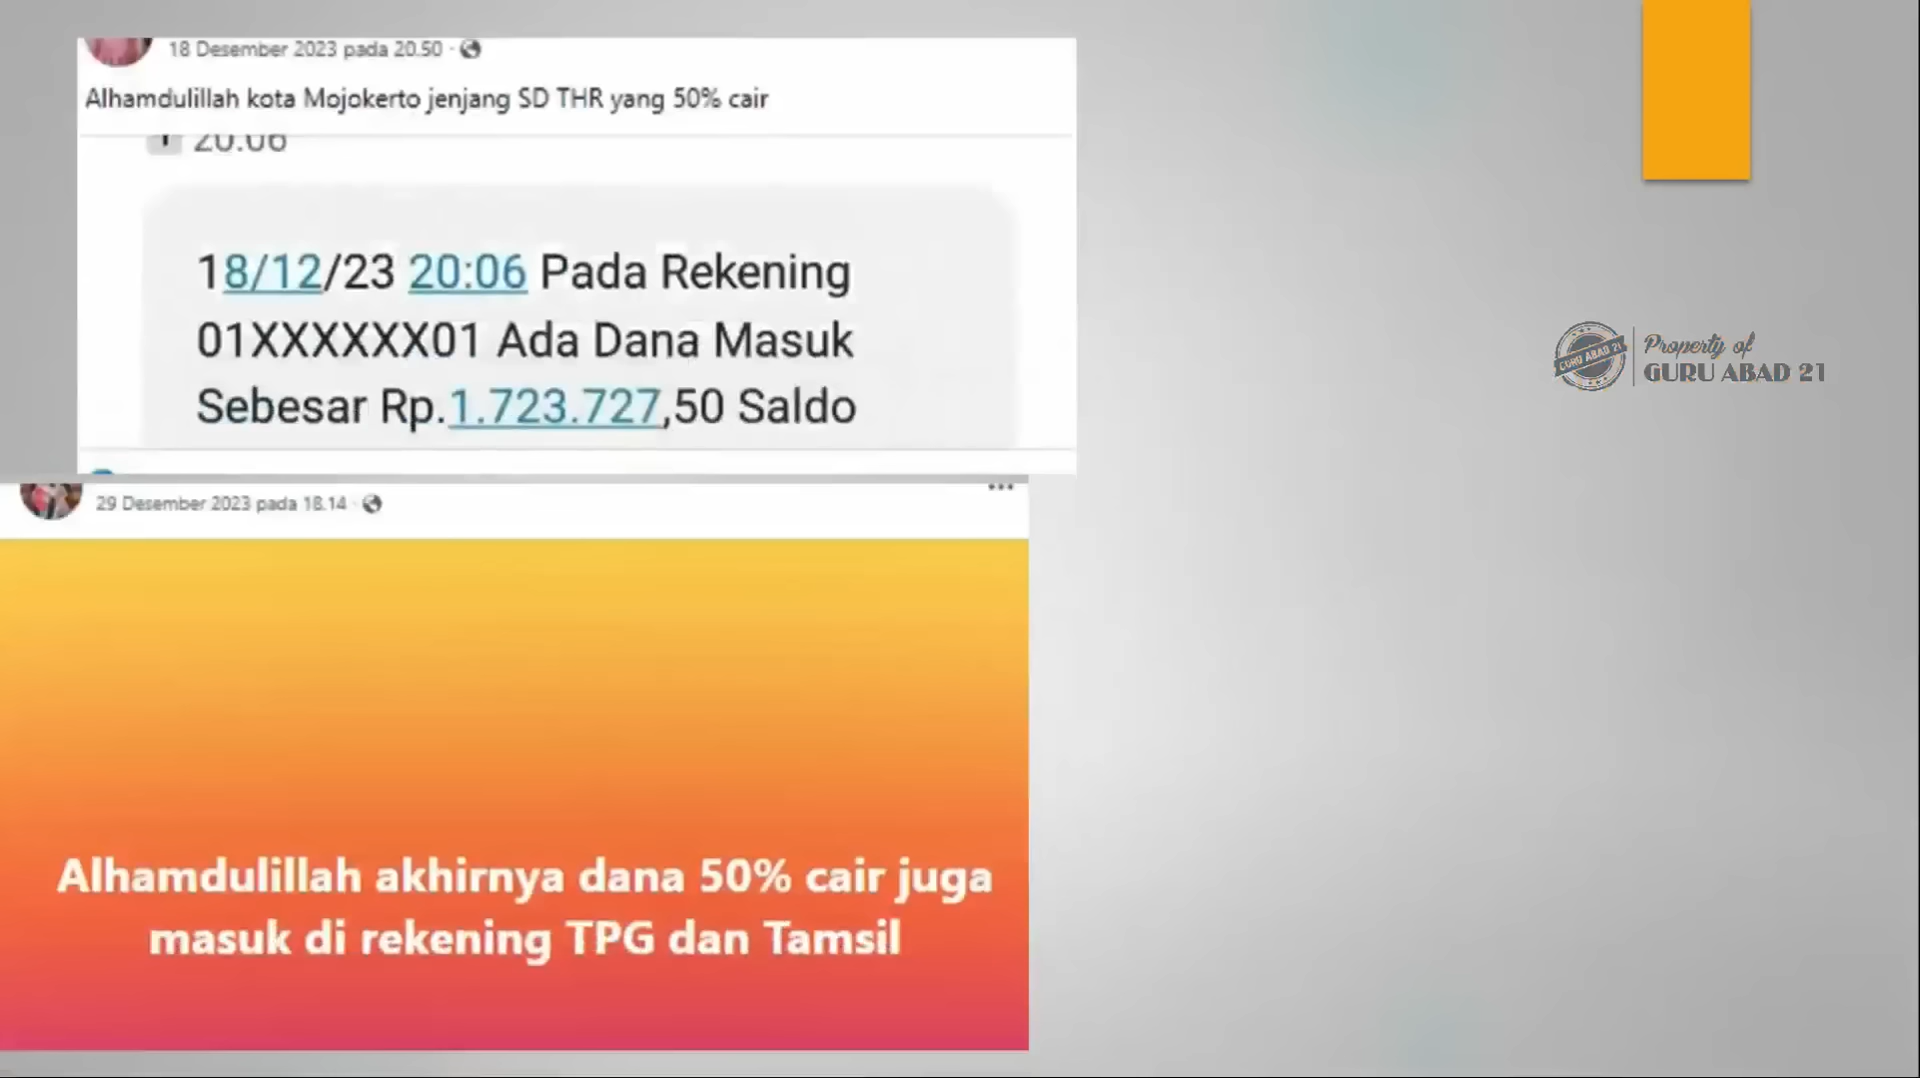 18 Desember 2023 pada 20.50 ·
Alhamdulillah kota Mojokerto jenjang SD THR yang 50% cair
20:06
18/12/23 20:06 Pada Rekening
01XXXXXX01 Ada Dana Masuk
Sebesar Rp.1.723.727,50 Saldo
29 Desember 2023 pada 18.14 ·
Alhamdulillah akhirnya dana 50% cair juga
masuk di rekening TPG dan Tamsil
GURU ABAD 21
Property of
GURU ABAD 21